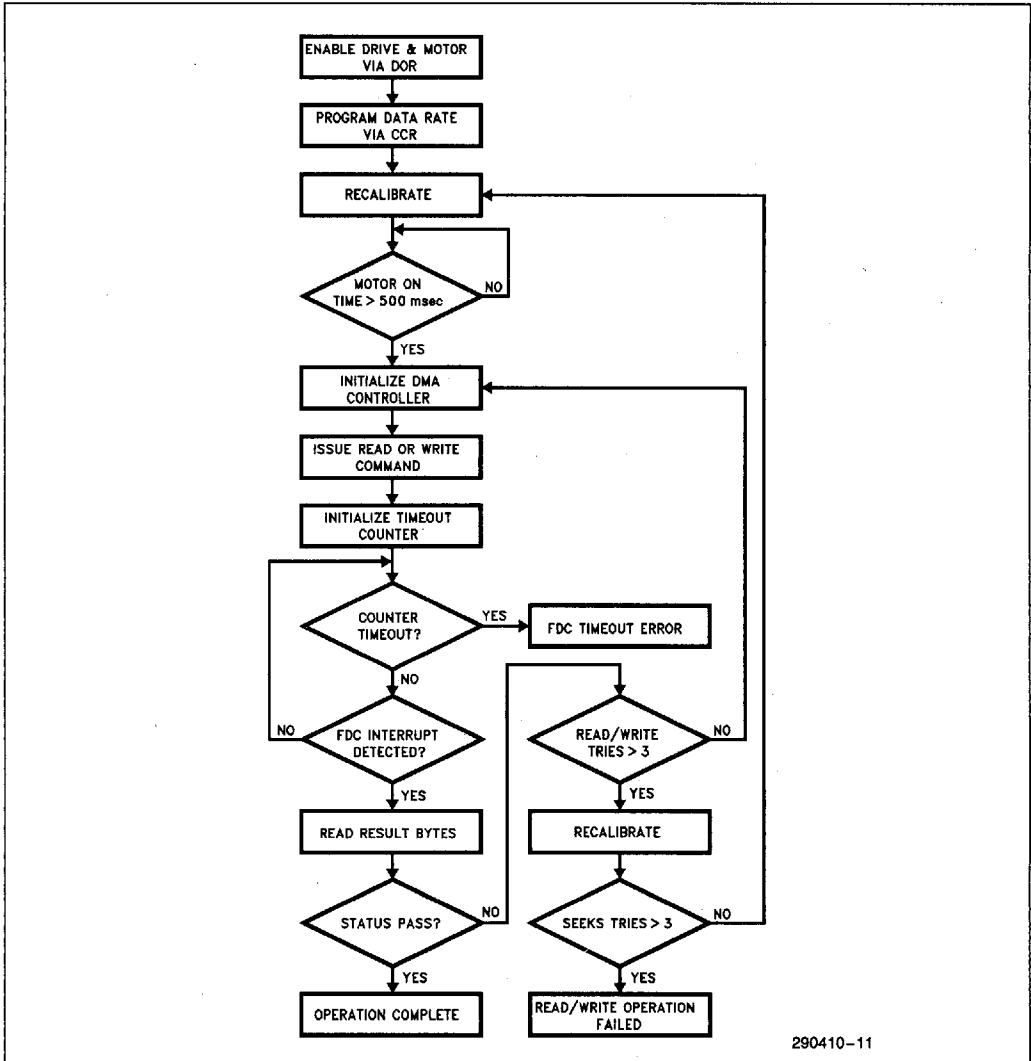 ENABLE DRIVE & MOTOR
VIA DOR
PROGRAM DATA RATE
VIA CCR
RECALIBRATE
MOTOR ON
TIME > 500 msec
NO
YES
INITIALIZE DMA
CONTROLLER
ISSUE READ OR WRITE
COMMAND
INITIALIZE TIMEOUT
COUNTER
COUNTER
TIMEOUT?
YES
FDC TIMEOUT ERROR
NO
NO
FDC INTERRUPT
DETECTED?
YES
READ RESULT BYTES
STATUS PASS?
NO
YES
OPERATION COMPLETE
READ/WRITE
TRIES > 3
NO
YES
RECALIBRATE
SEEKS TRIES > 3
NO
YES
READ/WRITE OPERATION
FAILED
290410-11